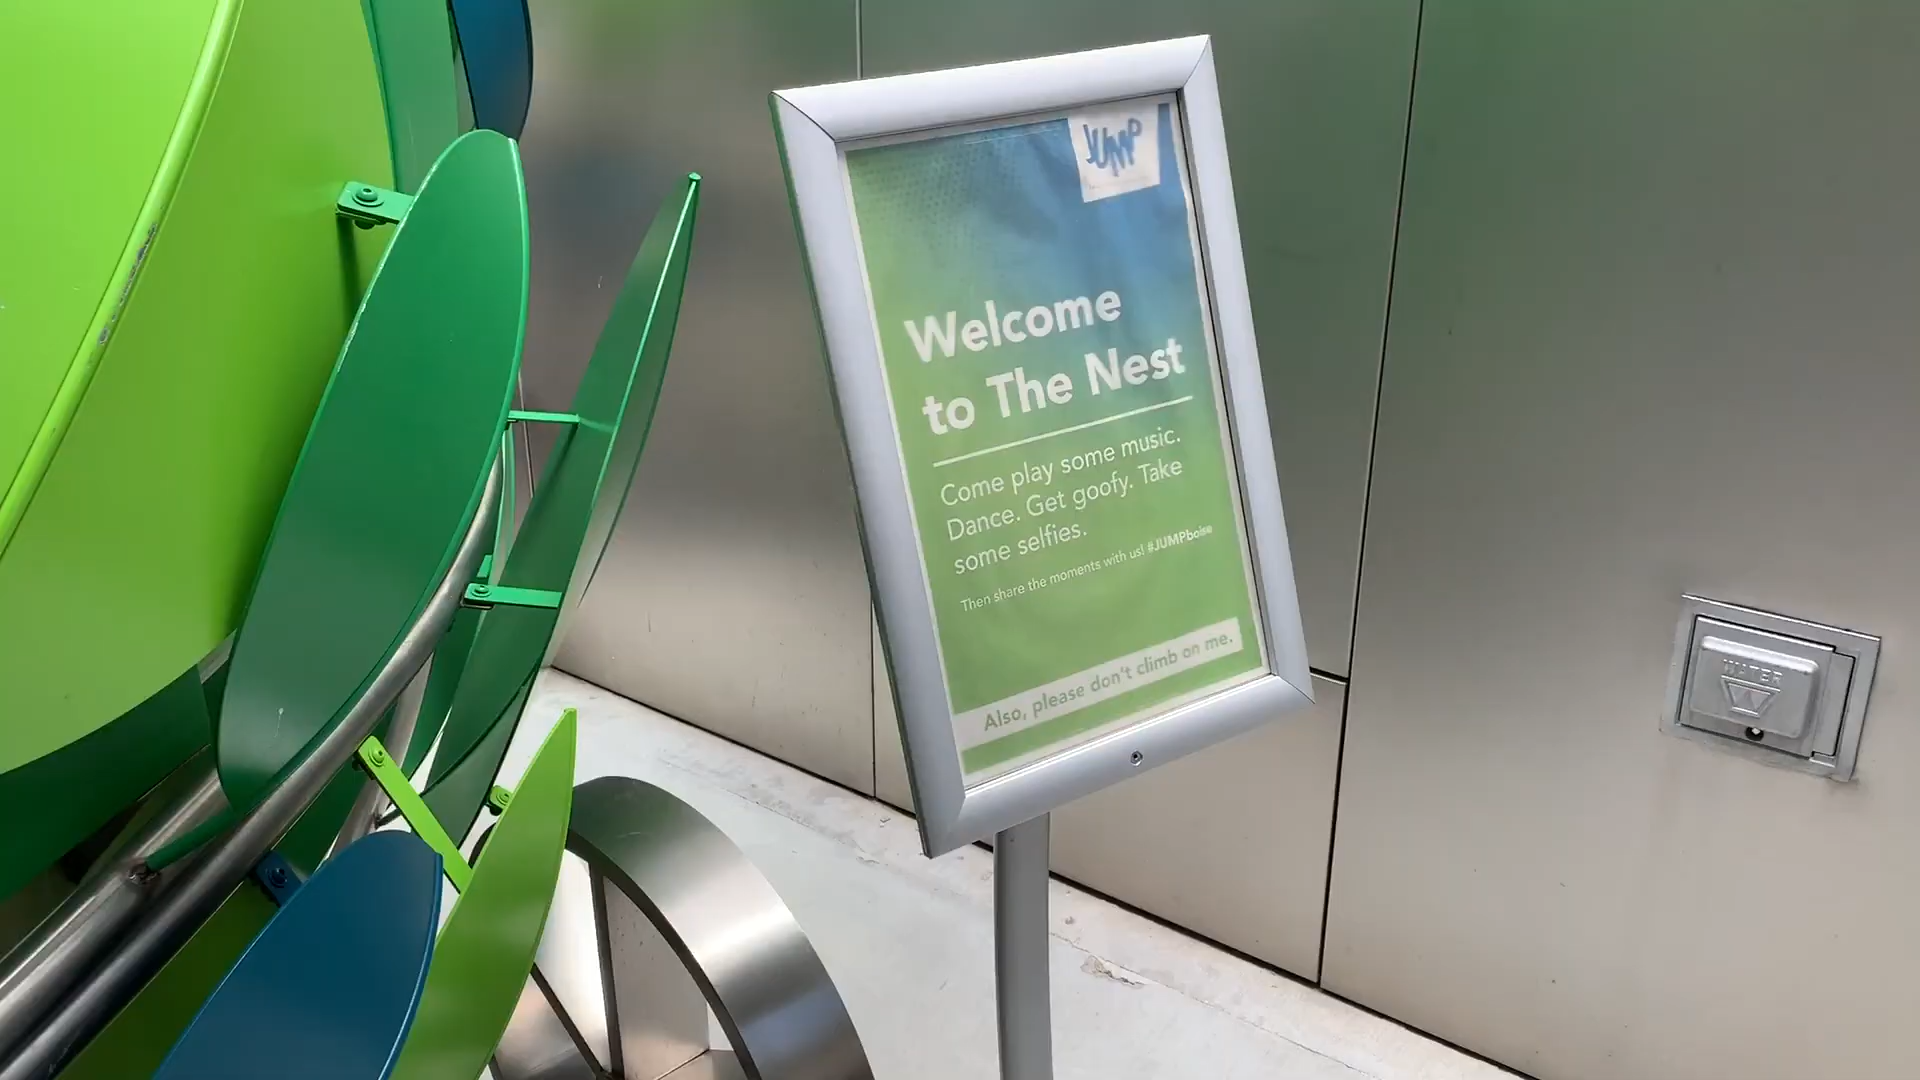 JUMP
Welcome
to The Nest
Come play some music.
Dance. Get goofy. Take
some selfies.
Then share the moments with us! #JUMPboise
Also, please don't climb on me.
WATER